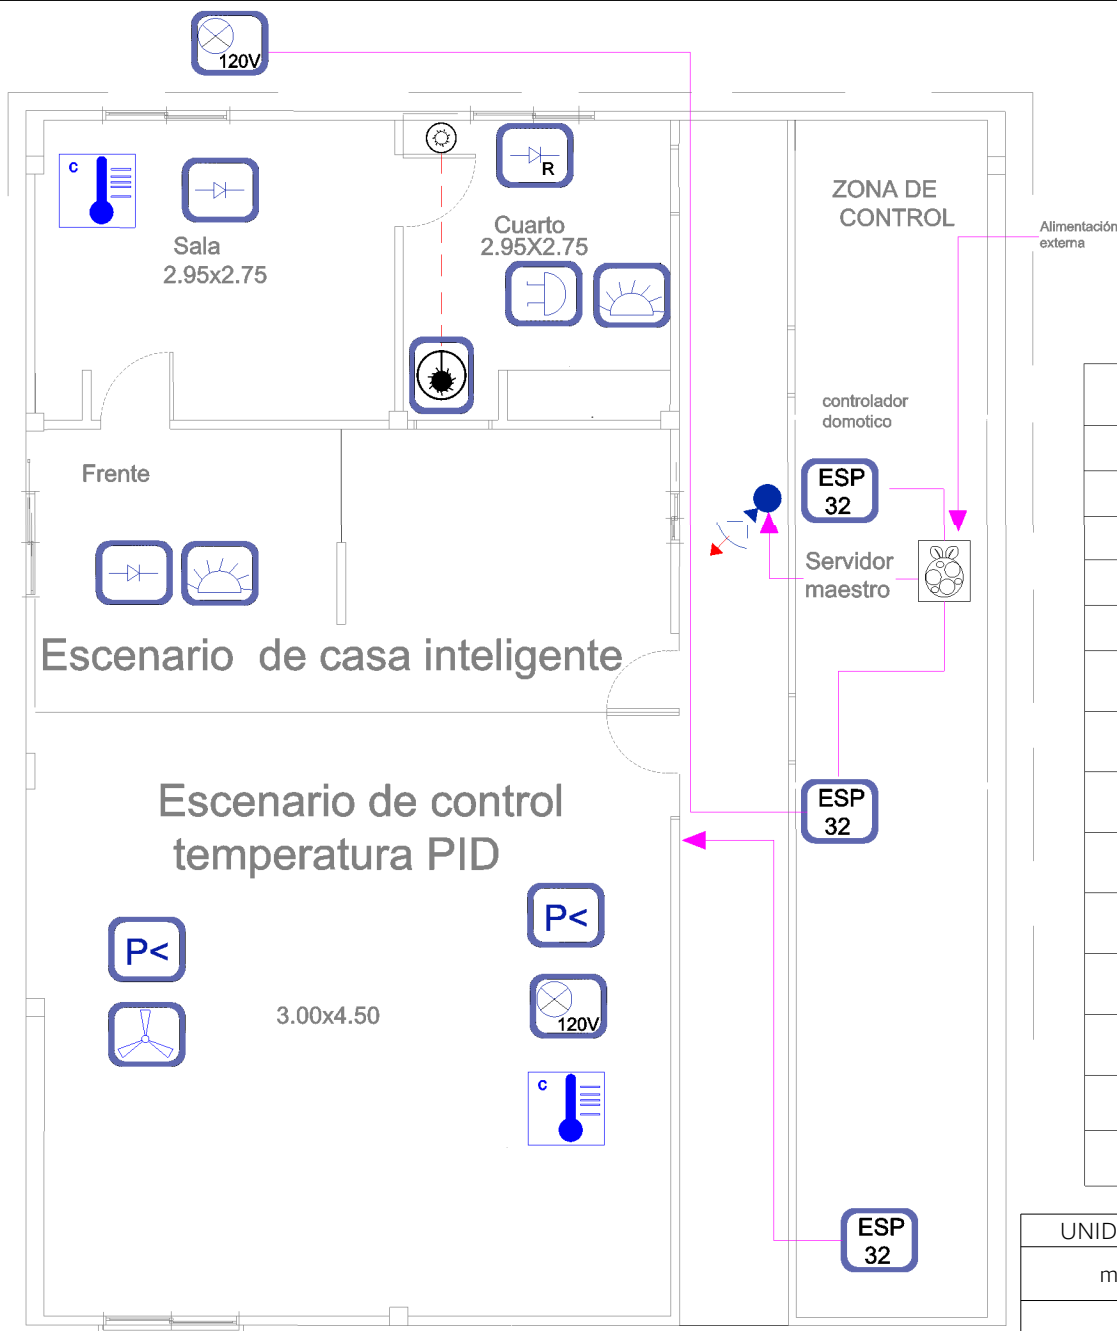 120V
C
R
ZONA DE
CONTROL
Alimentación
externa
Sala
2.95x2.75
Cuarto
2.95X2.75
controlador
domotico
Frente
ESP
32
Servidor
maestro
Escenario de casa inteligente
Escenario de control
temperatura PID
ESP
32
P<
P<
3.00x4.50
120V
C
ESP
32
UNID
m